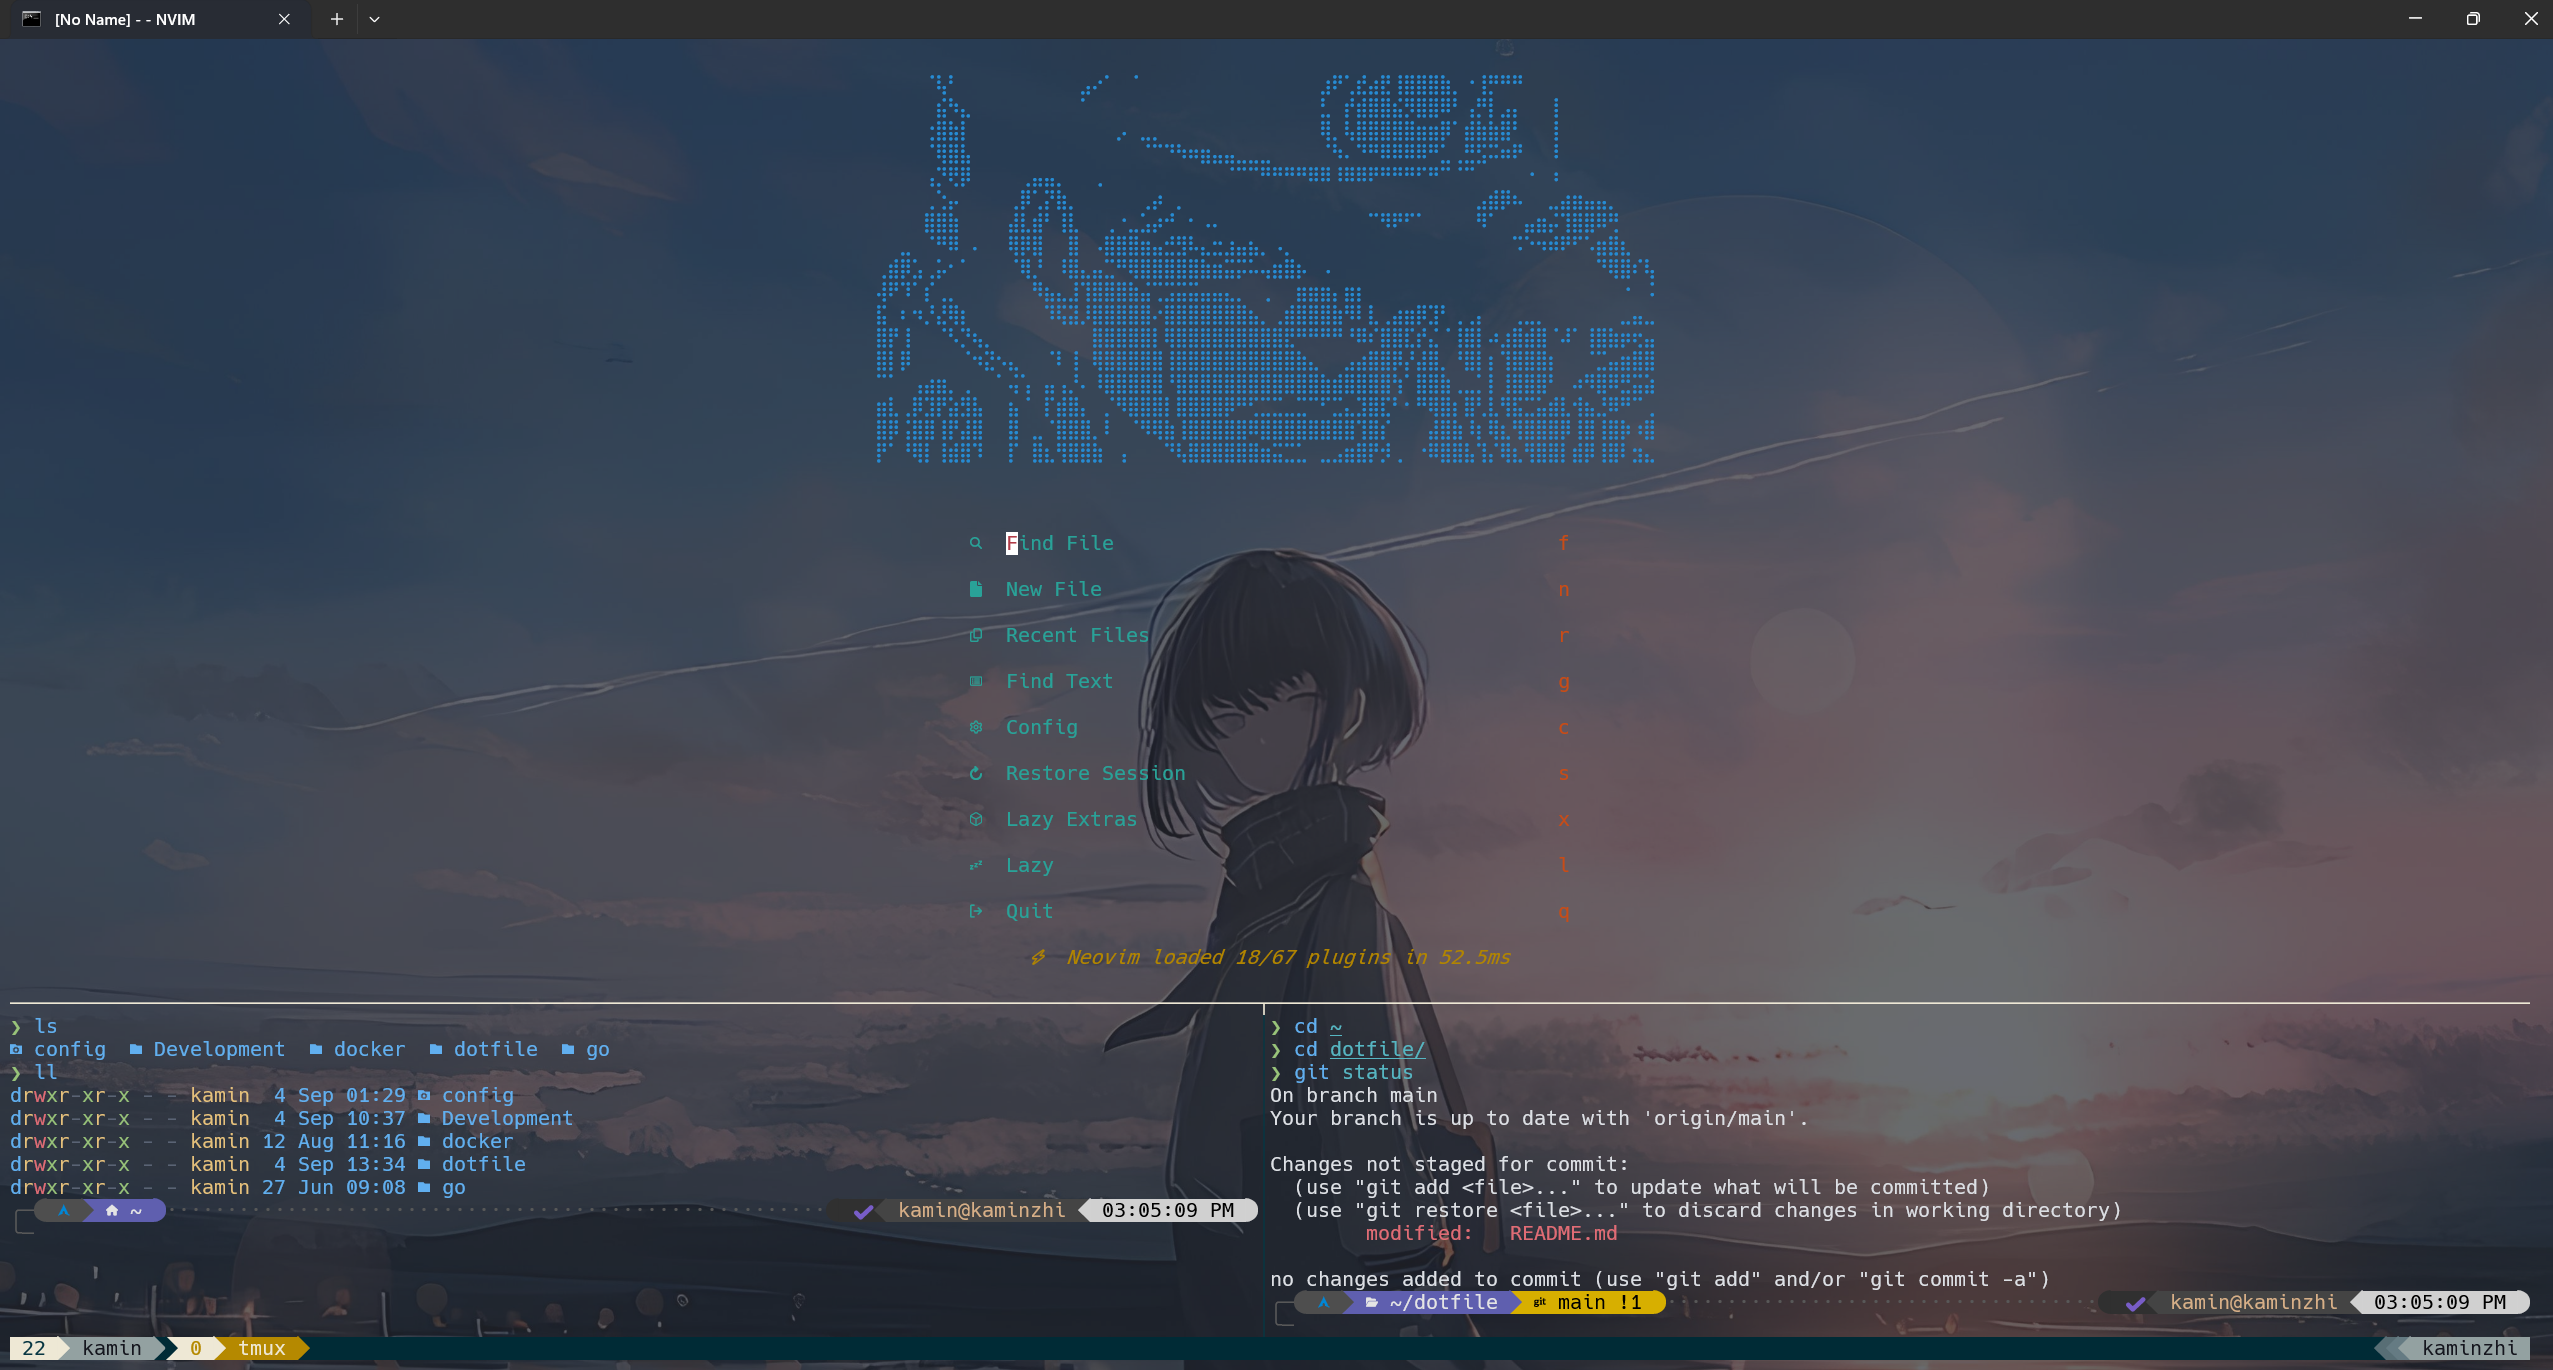 [No Name] - - NVIM
Find File f
New File n
Recent Files r
Find Text g
Config c
Restore Session s
Lazy Extras x
Lazy l
Quit q
Neovim loaded 18/67 plugins in 52.5ms
❯ ls
config Development docker dotfile go
❯ ll
drwxr-xr-x - - kamin 4 Sep 01:29 config
drwxr-xr-x - - kamin 4 Sep 10:37 Development
drwxr-xr-x - - kamin 12 Aug 11:16 docker
drwxr-xr-x - - kamin 4 Sep 13:34 dotfile
drwxr-xr-x - - kamin 27 Jun 09:08 go
~ kamin@kaminzhi 03:05:09 PM
❯ cd ~
❯ cd dotfile/
❯ git status
On branch main
Your branch is up to date with 'origin/main'.
Changes not staged for commit:
(use "git add <file>..." to update what will be committed)
(use "git restore <file>..." to discard changes in working directory)
modified: README.md
no changes added to commit (use "git add" and/or "git commit -a")
~/dotfile git main !1 kamin@kaminzhi 03:05:09 PM
22 kamin 0 tmux kaminzhi